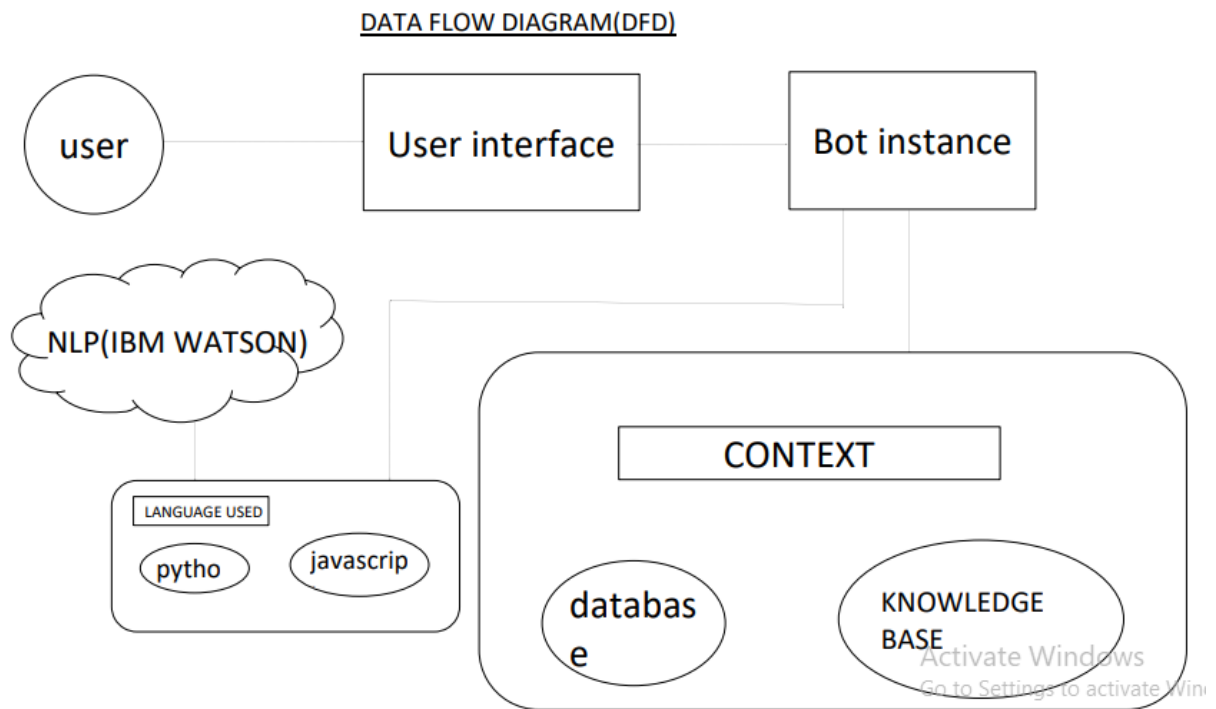 DATA FLOW DIAGRAM(DFD)
user
User interface
Bot instance
NLP(IBM WATSON)
LANGUAGE USED
pytho
javascrip
CONTEXT
databas
e
KNOWLEDGE
BASE
Activate Windows
Go to Settings to activate Win